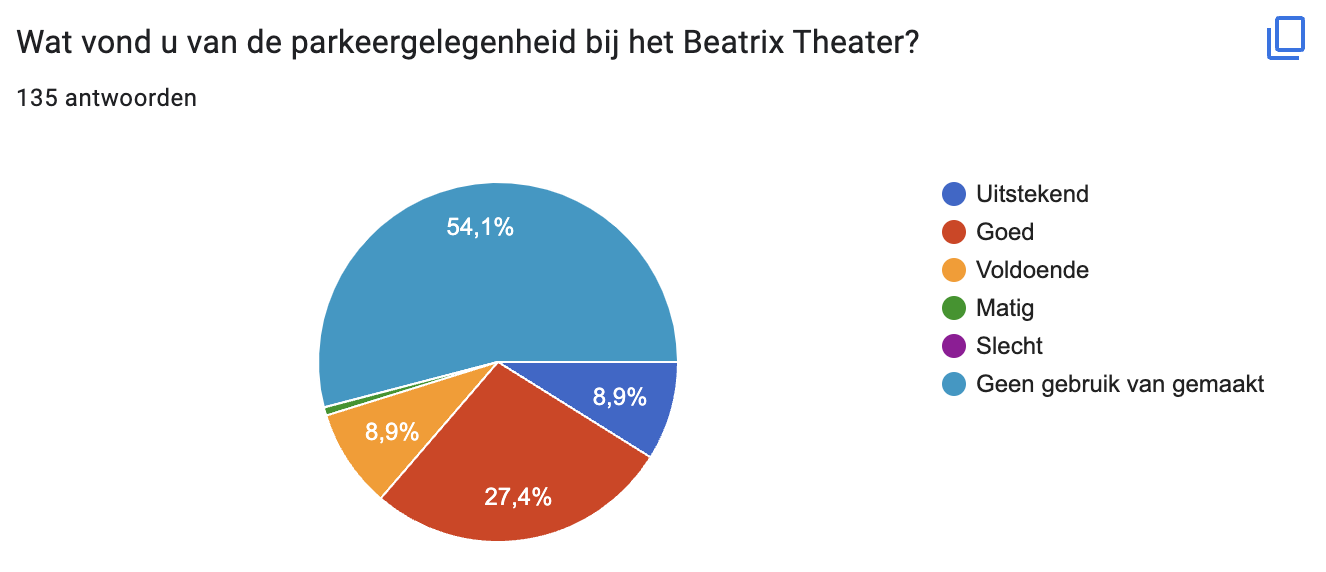 Wat vond u van de parkeergelegenheid bij het Beatrix Theater?
135 antwoorden
54,1%
8,9%
8,9%
27,4%
Uitstekend
Goed
Voldoende
Matig
Slecht
Geen gebruik van gemaakt